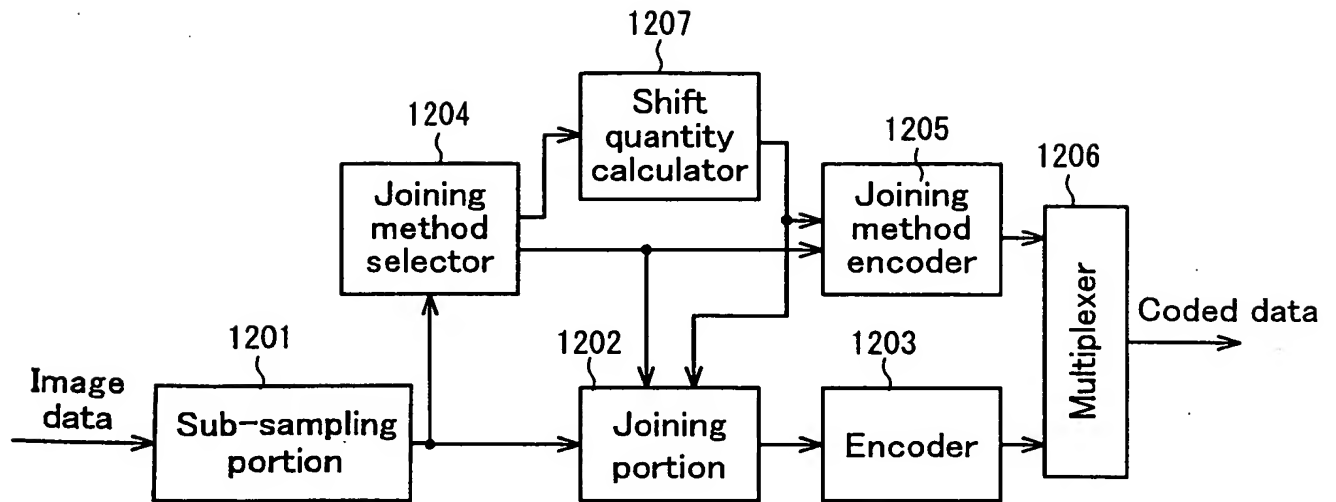 1207
Shift
quantity
calculator
1204
Joining
method
selector
1205
Joining
method
encoder
1206
Multiplexer
Coded data
1201
Image
data
Sub-sampling
portion
1202
Joining
portion
1203
Encoder